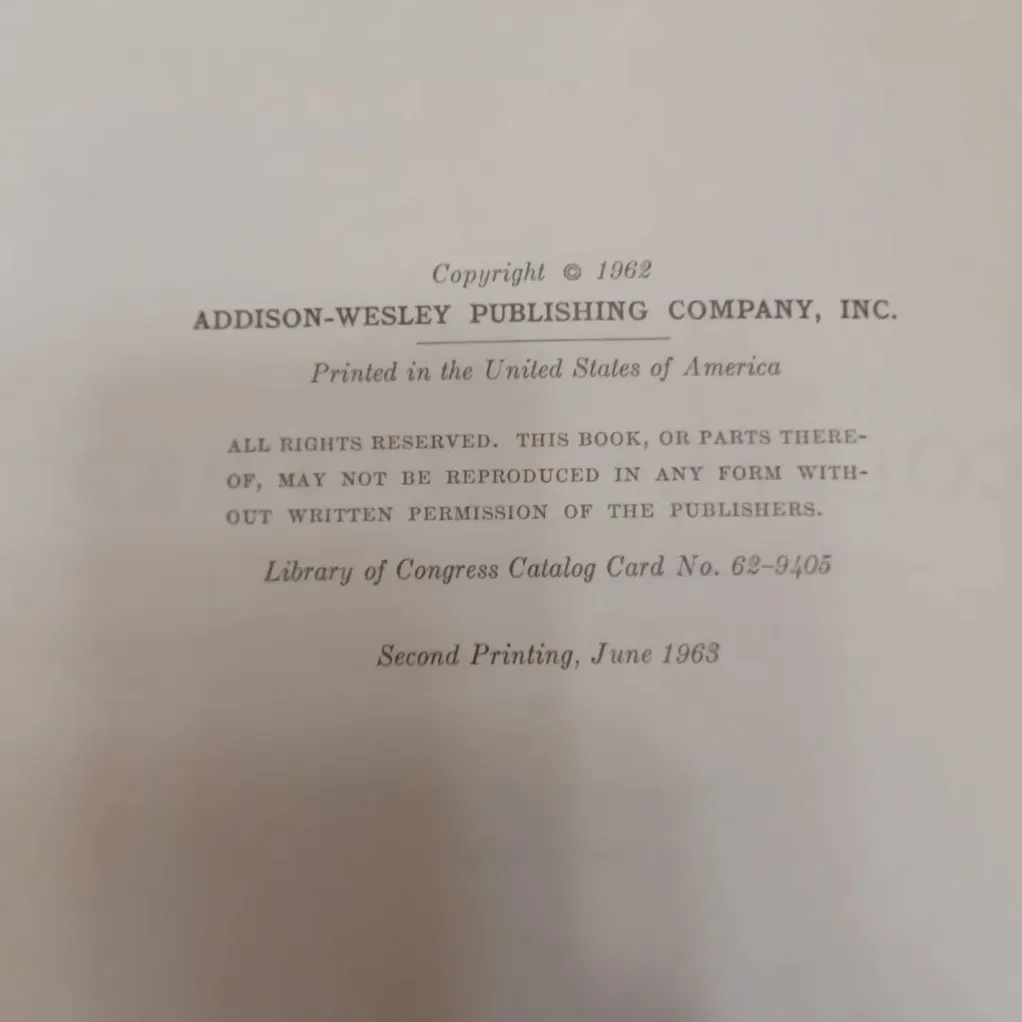 Copyright © 1962
ADDISON-WESLEY PUBLISHING COMPANY, INC.
Printed in the United States of America
ALL RIGHTS RESERVED. THIS BOOK, OR PARTS THERE-
OF, MAY NOT BE REPRODUCED IN ANY FORM WITH-
OUT WRITTEN PERMISSION OF THE PUBLISHERS.
Library of Congress Catalog Card No. 62–9405
Second Printing, June 1963